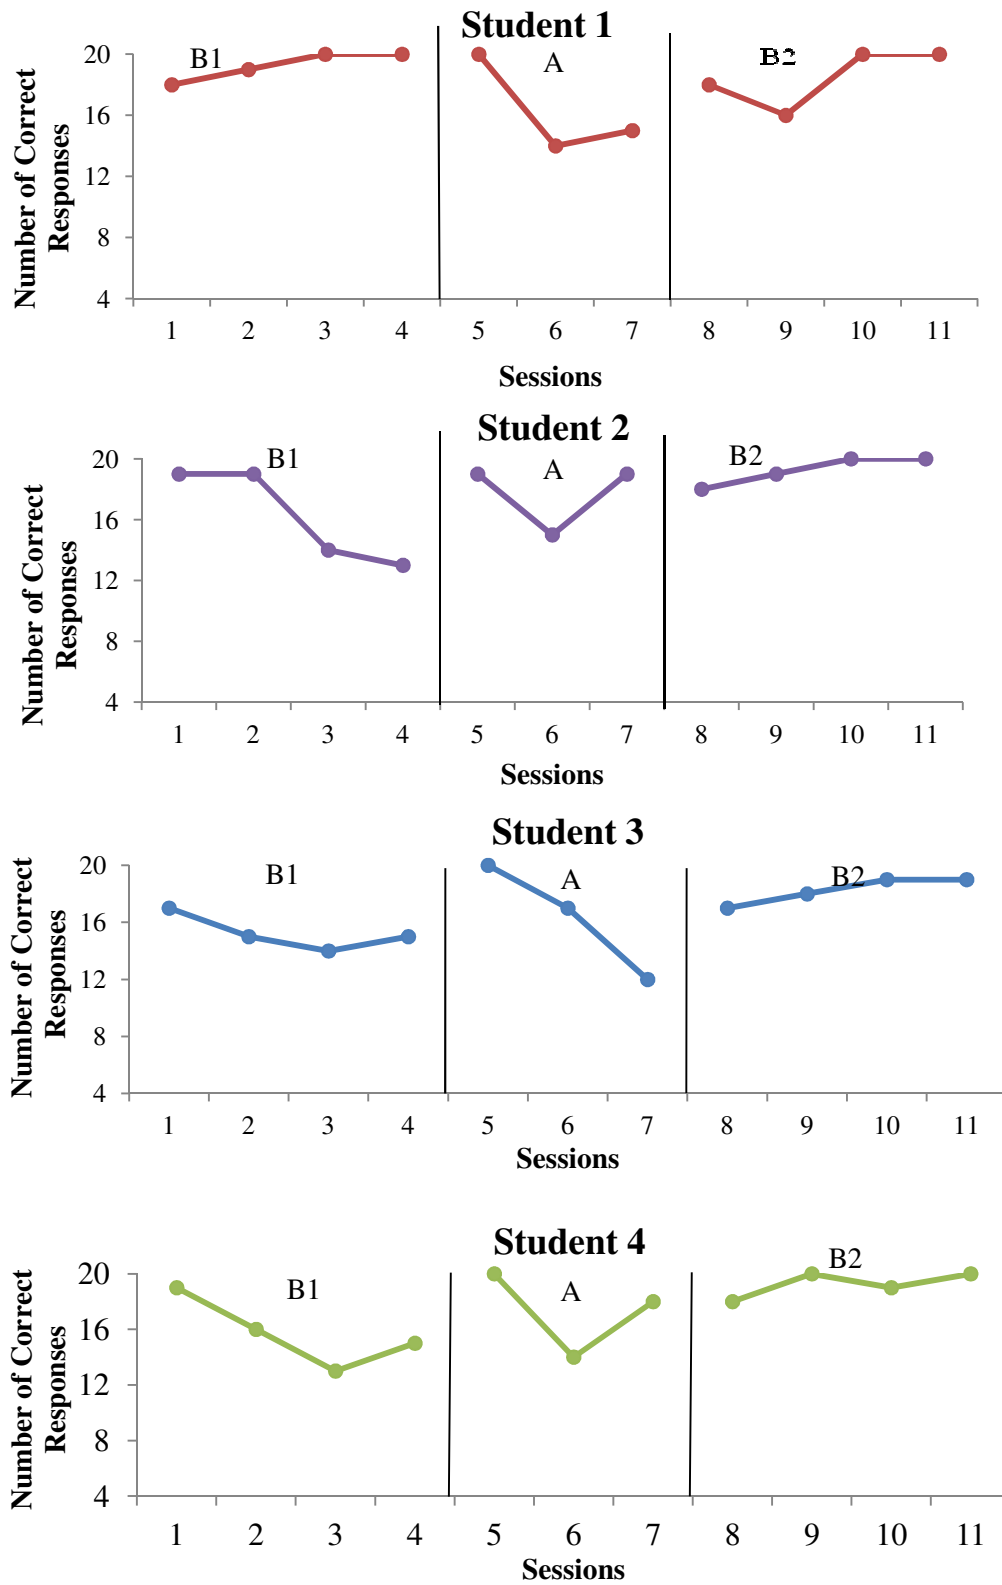 Student 1
B1
A
B2
Number of Correct
Responses
20
16
12
8
4
1 2 3 4 5 6 7 8 9 10 11
Sessions
Student 2
B1
A
B2
Number of Correct
Responses
20
16
12
8
4
1 2 3 4 5 6 7 8 9 10 11
Sessions
Student 3
B1
A
B2
Number of Correct
Responses
20
16
12
8
4
1 2 3 4 5 6 7 8 9 10 11
Sessions
Student 4
B1
A
B2
Number of Correct
Responses
20
16
12
8
4
1 2 3 4 5 6 7 8 9 10 11
Sessions